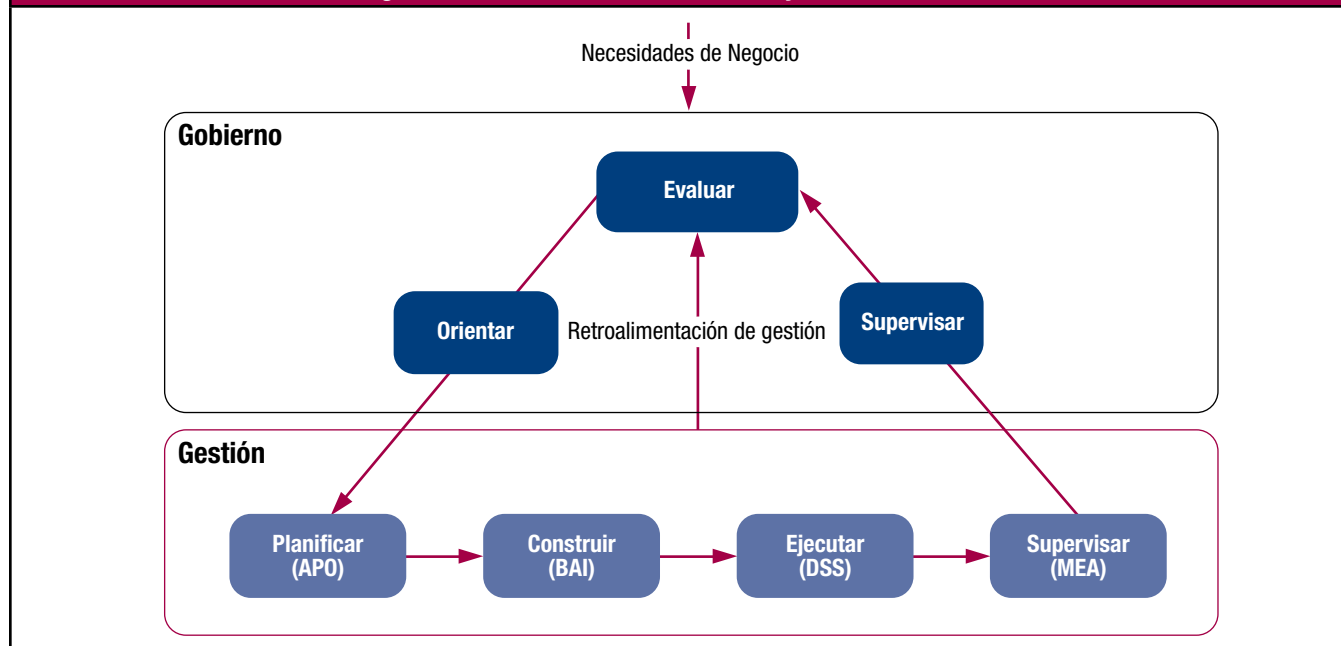 Necesidades de Negocio
Gobierno
Evaluar
Orientar
Retroalimentación de gestión
Supervisar
Gestión
Planificar
(APO)
Construir
(BAI)
Ejecutar
(DSS)
Supervisar
(MEA)